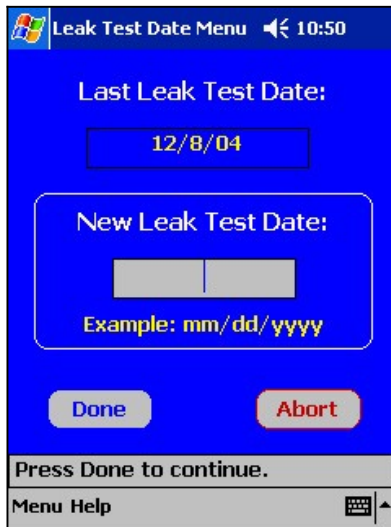 Leak Test Date Menu 10:50
Last Leak Test Date:
12/8/04
New Leak Test Date:
Example: mm/dd/yyyy
Done Abort
Press Done to continue.
Menu Help